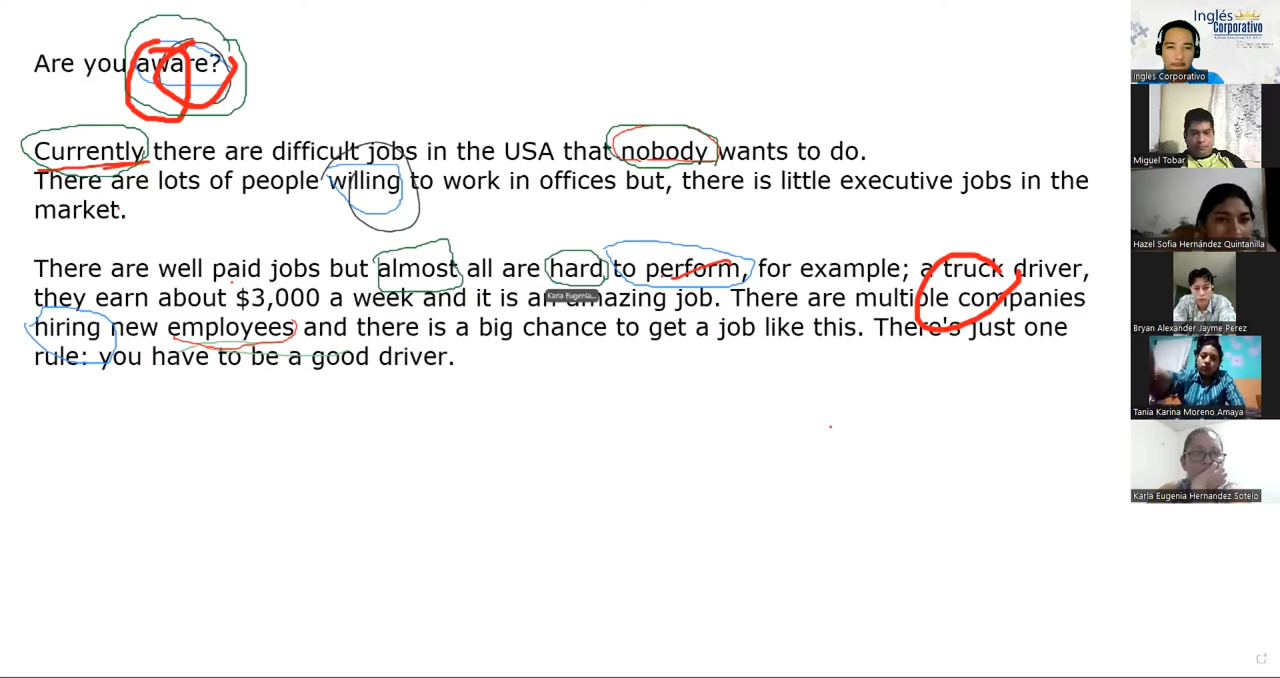 Are you aware?
Currently there are difficult jobs in the USA that nobody wants to do.
There are lots of people willing to work in offices but, there is little executive jobs in the
market.
There are well paid jobs but almost all are hard to perform, for example; a truck driver,
they earn about $3,000 a week and it is an amazing job. There are multiple companies
hiring new employees and there is a big chance to get a job like this. There's just one
rule: you have to be a good driver.
Karla Eugenia...
Inglés
Corporativo
Ingles Corporativo
Miguel Tobar
Hazel Sofia Hernández Quintanilla
Bryan Alexander Jayme Perez
Tania Karina Moreno Amaya
Karla Eugenia Hernandez Sotelo